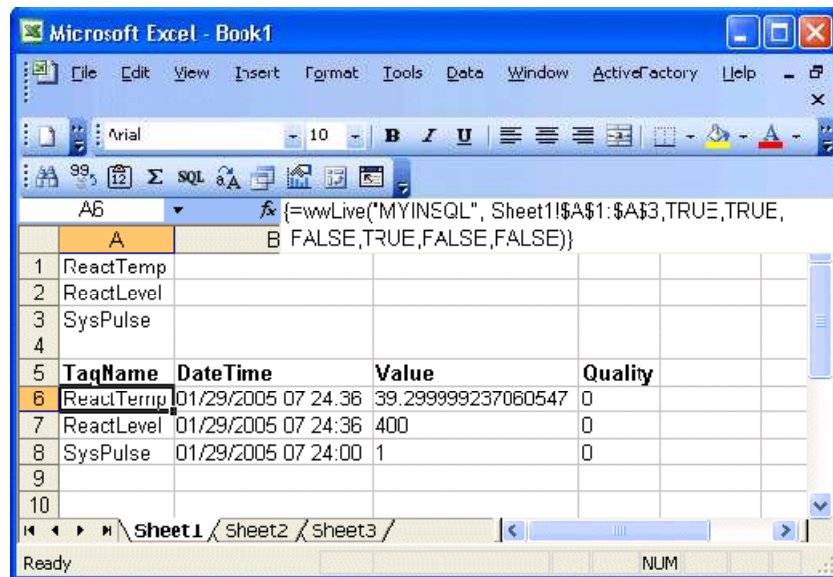 Microsoft Excel - Book1
File Edit View Insert Format Tools Data Window ActiveFactory Help
Arial 10 B I U A
99,5 12 Σ SQL
A6 fx {=wwLive("MYINSQL", Sheet1!$A$1:$A$3,TRUE,TRUE,
FALSE,TRUE,FALSE,FALSE)}
A B
1 ReactTemp
2 ReactLevel
3 SysPulse
4
5 TagName DateTime Value Quality
6 ReactTemp 01/29/2005 07 24.36 39.299999237060547 0
7 ReactLevel 01/29/2005 07 24:36 400 0
8 SysPulse 01/29/2005 07 24:00 1 0
9
10
Sheet1 Sheet2 Sheet3
Ready NUM